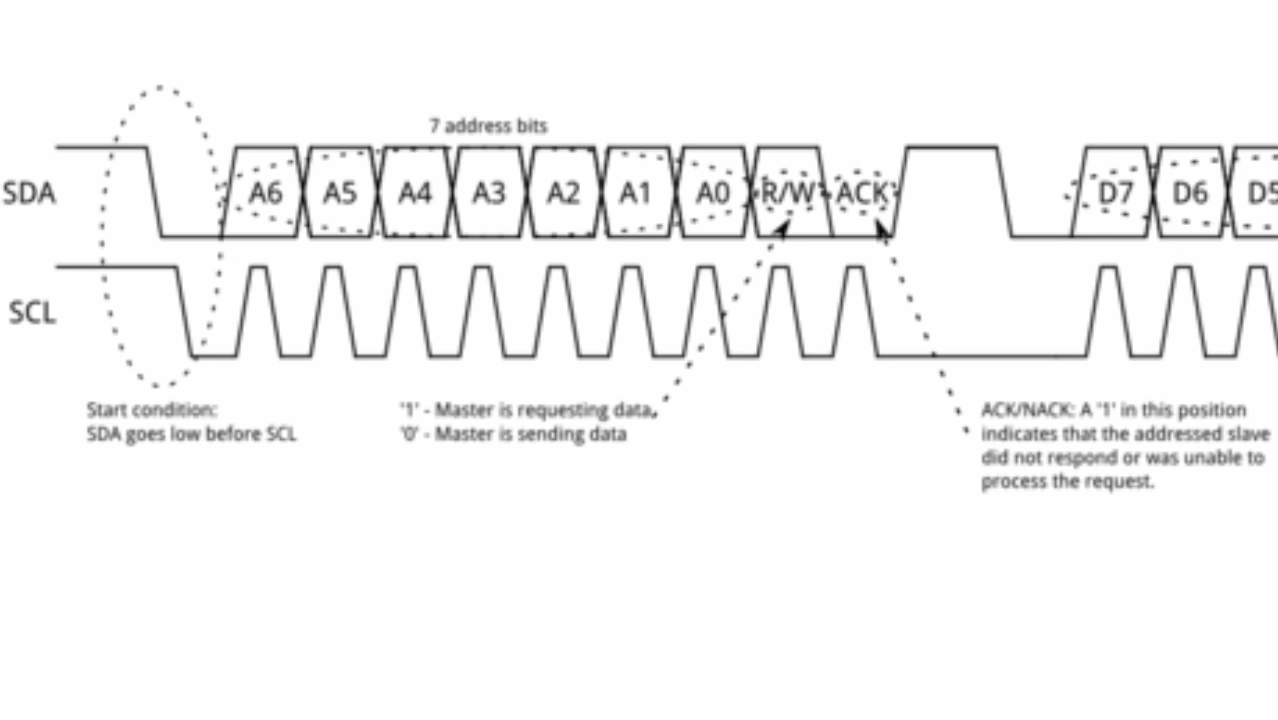 7 address bits
SDA
A6 A5 A4 A3 A2 A1 A0 R/W ACK D7 D6 D5
SCL
Start condition:
SDA goes low before SCL
'1' - Master is requesting data
'0' - Master is sending data
ACK/NACK: A '1' in this position
indicates that the addressed slave
did not respond or was unable to
process the request.